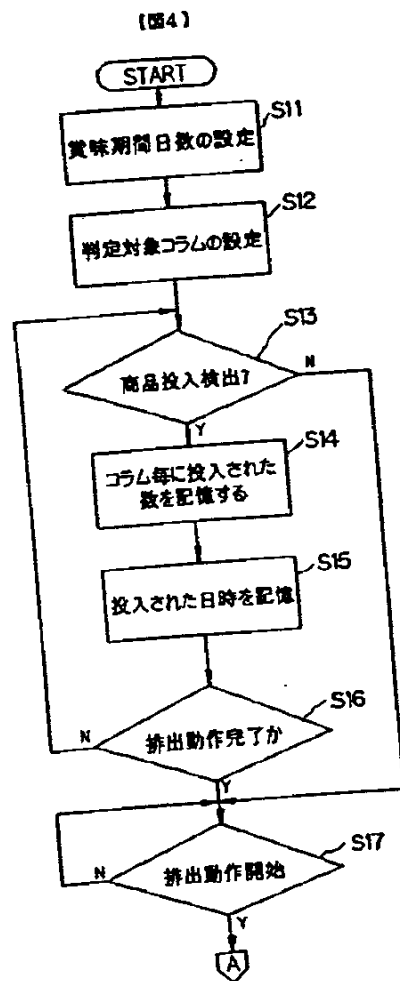 【図4】
START
S11
賞味期間日数の設定
S12
判定対象コラムの設定
S13
商品投入検出?
N
Y
S14
コラム毎に投入された
数を記憶する
S15
投入された日時を記憶
S16
排出動作完了か
N
Y
S17
排出動作開始
N
Y
A